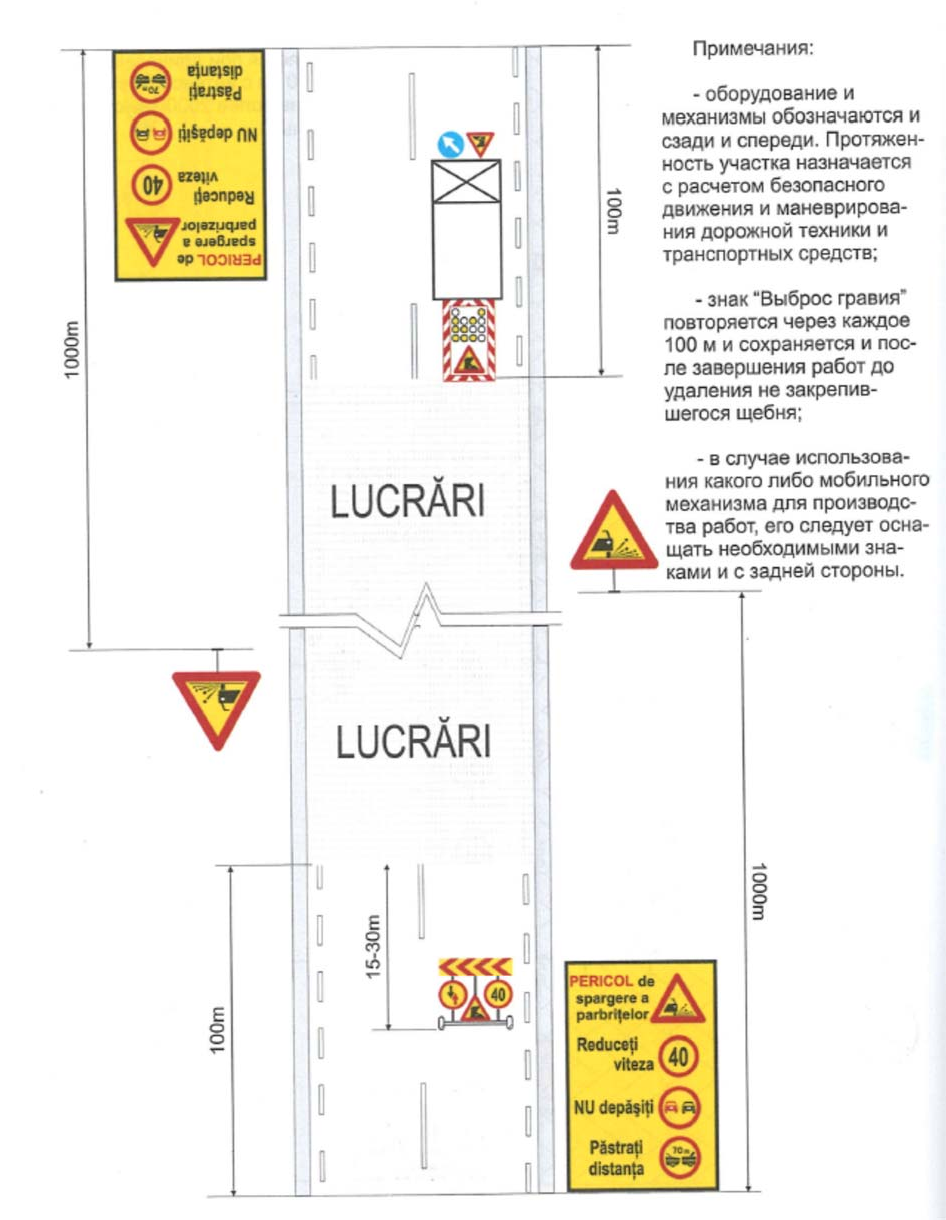 Примечания:
- оборудование и
механизмы обозначаются и
сзади и спереди. Протяжен-
ность участка назначается
с расчетом безопасного
движения и маневрирова-
ния дорожной техники и
транспортных средств;
- знак “Выброс гравия”
повторяется через каждое
100 м и сохраняется и пос-
ле завершения работ до
удаления не закрепив-
шегося щебня;
- в случае использова-
ния какого либо мобильного
механизма для производс-
тва работ, его следует осна-
щать необходимыми зна-
ками и с задней стороны.
PERICOL de
spargere a
parbrizelor
Reduceți
viteza
40
NU depăşiți
Păstrați
distanța
70m
1000m
100m
LUCRĂRI
LUCRĂRI
100m
15-30m
40
1000m
PERICOL de
spargere a
parbrițelor
Reduceți
viteza
40
NU depăşiți
Păstrați
distanța
70m